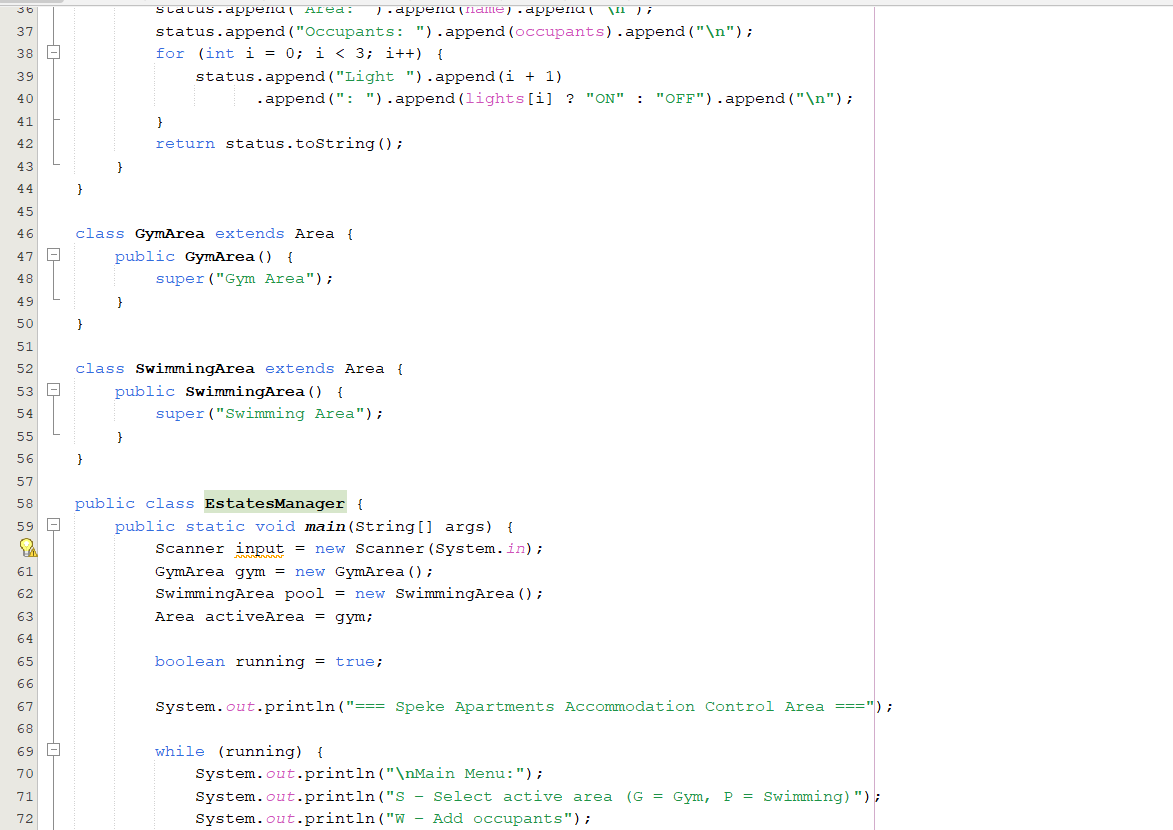 36 status.append("Area: ").append(name).append("\n");
37 status.append("Occupants: ").append(occupants).append("\n");
38 for (int i = 0; i < 3; i++) {
39 status.append("Light ").append(i + 1)
40 .append(": ").append(lights[i] ? "ON" : "OFF").append("\n");
41 }
42 return status.toString();
43 }
44 }
45
46 class GymArea extends Area {
47 public GymArea() {
48 super("Gym Area");
49 }
50 }
51
52 class SwimmingArea extends Area {
53 public SwimmingArea() {
54 super("Swimming Area");
55 }
56 }
57
58 public class EstatesManager {
59 public static void main(String[] args) {
Scanner input = new Scanner(System.in);
61 GymArea gym = new GymArea();
62 SwimmingArea pool = new SwimmingArea();
63 Area activeArea = gym;
64
65 boolean running = true;
66
67 System.out.println("=== Speke Apartments Accommodation Control Area ===");
68
69 while (running) {
70 System.out.println("\nMain Menu:");
71 System.out.println("S - Select active area (G = Gym, P = Swimming)");
72 System.out.println("W - Add occupants");